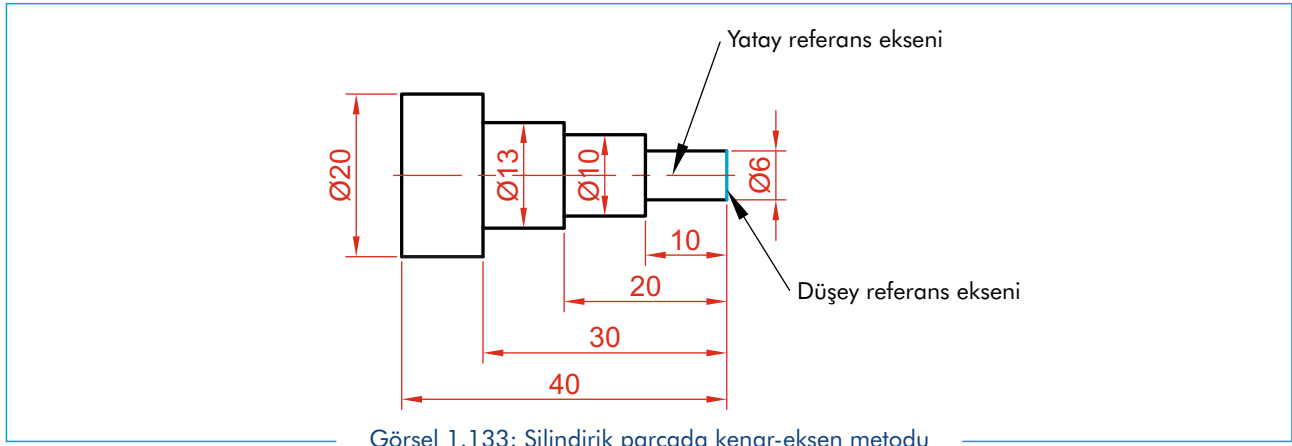 Yatay referans ekseni
Ø20
Ø13
Ø10
Ø6
10
Düşey referans ekseni
20
30
40
Görsel 1.133: Silindirik parçada kenar-eksen metodu